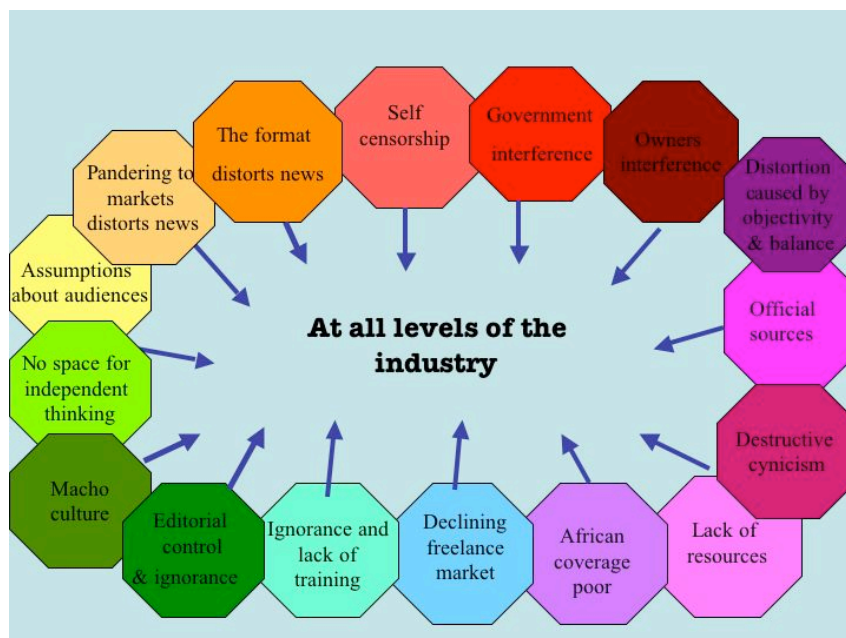 Self
censorship
Government
interference
Owners
interference
Distortion
caused by
objectivity
& balance
Official
sources
Destructive
cynicism
Lack of
resources
African
coverage
poor
Declining
freelance
market
Ignorance and
lack of
training
Editorial
control
& ignorance
Macho
culture
No space for
independent
thinking
Assumptions
about audiences
Pandering to
markets
distorts news
The format
distorts news
At all levels of the
industry